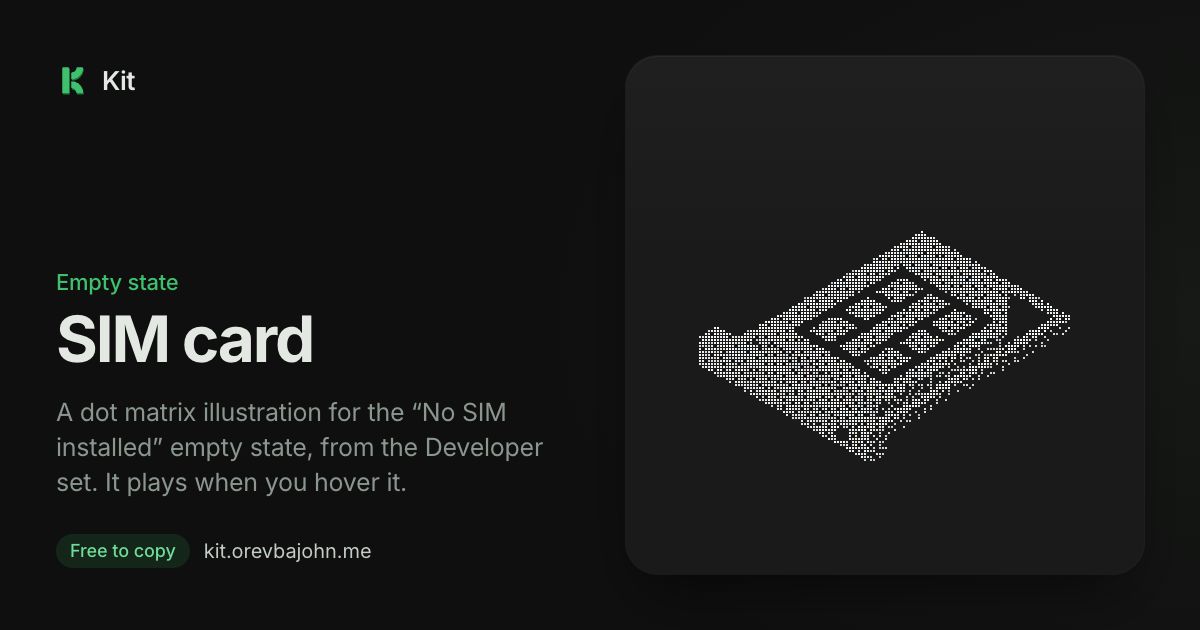 Kit
Empty state
SIM card
A dot matrix illustration for the “No SIM
installed” empty state, from the Developer
set. It plays when you hover it.
Free to copy
kit.orevbajohn.me